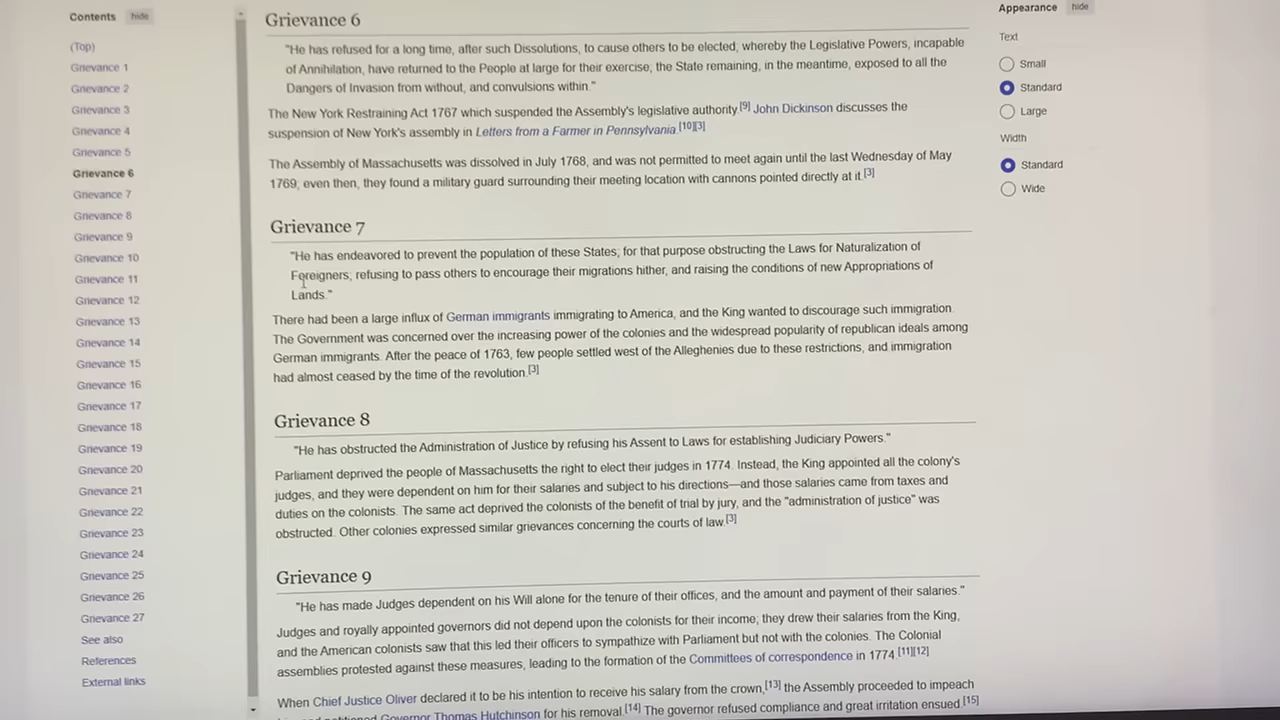 Contents hide
(Top)
Grievance 1
Grievance 2
Grievance 3
Grievance 4
Grievance 5
Grievance 6
Grievance 7
Grievance 8
Grievance 9
Grievance 10
Grievance 11
Grievance 12
Grievance 13
Grievance 14
Grievance 15
Grievance 16
Grievance 17
Grievance 18
Grievance 19
Grievance 20
Grievance 21
Grievance 22
Grievance 23
Grievance 24
Grievance 25
Grievance 26
Grievance 27
See also
References
External links
Grievance 6
"He has refused for a long time, after such Dissolutions, to cause others to be elected; whereby the Legislative Powers, incapable
of Annihilation, have returned to the People at large for their exercise; the State remaining, in the meantime, exposed to all the
Dangers of Invasion from without, and convulsions within."
The New York Restraining Act 1767 which suspended the Assembly's legislative authority.[9] John Dickinson discusses the
suspension of New York's assembly in Letters from a Farmer in Pennsylvania.[10][3]
The Assembly of Massachusetts was dissolved in July 1768, and was not permitted to meet again until the last Wednesday of May
1769; even then, they found a military guard surrounding their meeting location with cannons pointed directly at it.[3]
Grievance 7
"He has endeavored to prevent the population of these States; for that purpose obstructing the Laws for Naturalization of
Foreigners; refusing to pass others to encourage their migrations hither, and raising the conditions of new Appropriations of
Lands."
There had been a large influx of German immigrants immigrating to America, and the King wanted to discourage such immigration.
The Government was concerned over the increasing power of the colonies and the widespread popularity of republican ideals among
German immigrants. After the peace of 1763, few people settled west of the Alleghenies due to these restrictions, and immigration
had almost ceased by the time of the revolution.[3]
Grievance 8
"He has obstructed the Administration of Justice by refusing his Assent to Laws for establishing Judiciary Powers."
Parliament deprived the people of Massachusetts the right to elect their judges in 1774. Instead, the King appointed all the colony's
judges, and they were dependent on him for their salaries and subject to his directions—and those salaries came from taxes and
duties on the colonists. The same act deprived the colonists of the benefit of trial by jury, and the "administration of justice" was
obstructed. Other colonies expressed similar grievances concerning the courts of law.[3]
Grievance 9
"He has made Judges dependent on his Will alone for the tenure of their offices, and the amount and payment of their salaries."
Judges and royally appointed governors did not depend upon the colonists for their income; they drew their salaries from the King,
and the American colonists saw that this led their officers to sympathize with Parliament but not with the colonies. The Colonial
assemblies protested against these measures, leading to the formation of the Committees of correspondence in 1774.[11][12]
When Chief Justice Oliver declared it to be his intention to receive his salary from the crown,[13] the Assembly proceeded to impeach
Governor Thomas Hutchinson for his removal.[14] The governor refused compliance and great irritation ensued.[15]
Appearance hide
Text
Small
Standard
Large
Width
Standard
Wide